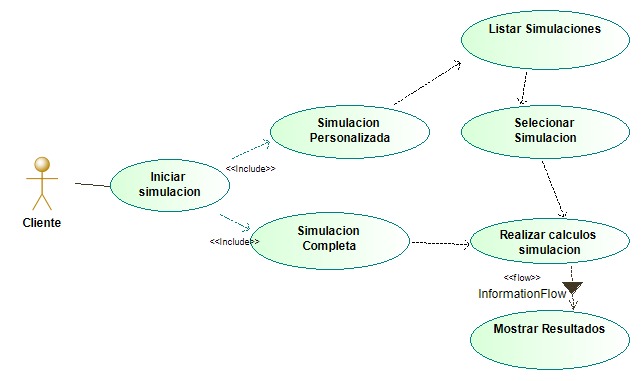 Listar Simulaciones
Simulacion
Personalizada
Selecionar
Simulacion
<<Include>>
Iniciar
simulacion
Cliente
Simulacion
Completa
<<Include>>
Realizar calculos
simulacion
<<flow>>
InformationFlow
Mostrar Resultados